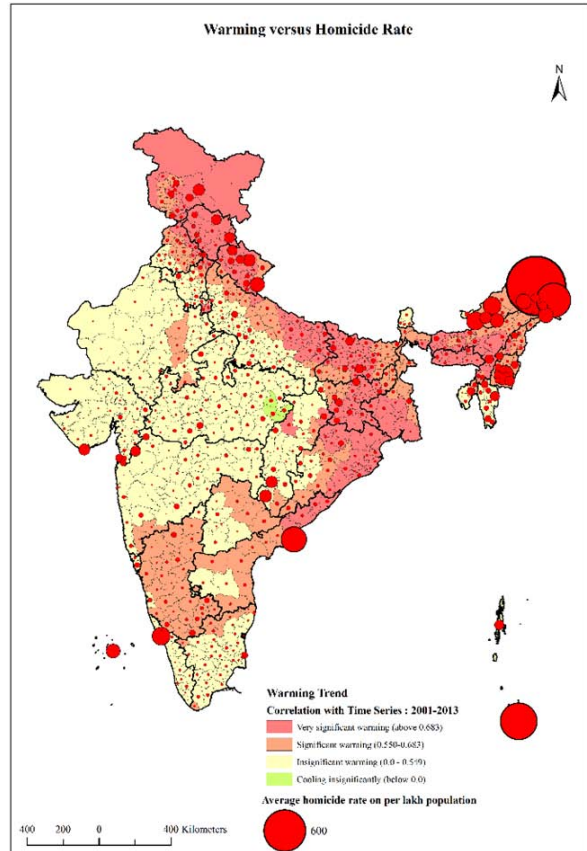 Warming versus Homicide Rate
N
Warming Trend
Correlation with Time Series : 2001-2013
Very significant warming (above 0.683)
Significant warming (0.550-0.683)
Insignificant warming (0.0 - 0.549)
Cooling insignificantly (below 0.0)
Average homicide rate on per lakh population
600
400 200 0 400 Kilometers